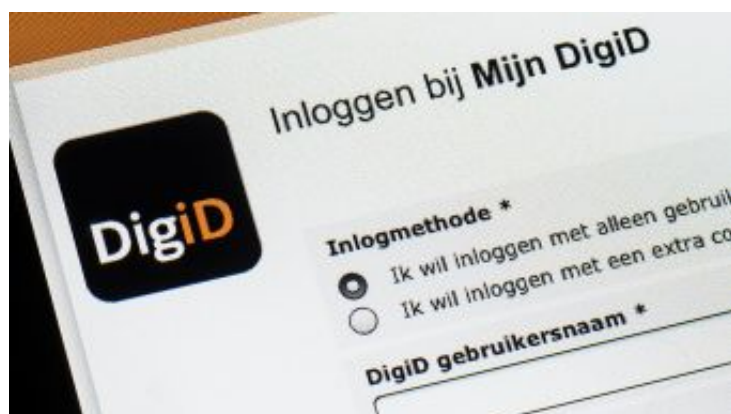 Inloggen bij Mijn DigiD
DigiD
Inlogmethode *
Ik wil inloggen met alleen
Ik wil inloggen met een extra
DigiD gebruikersnaam *